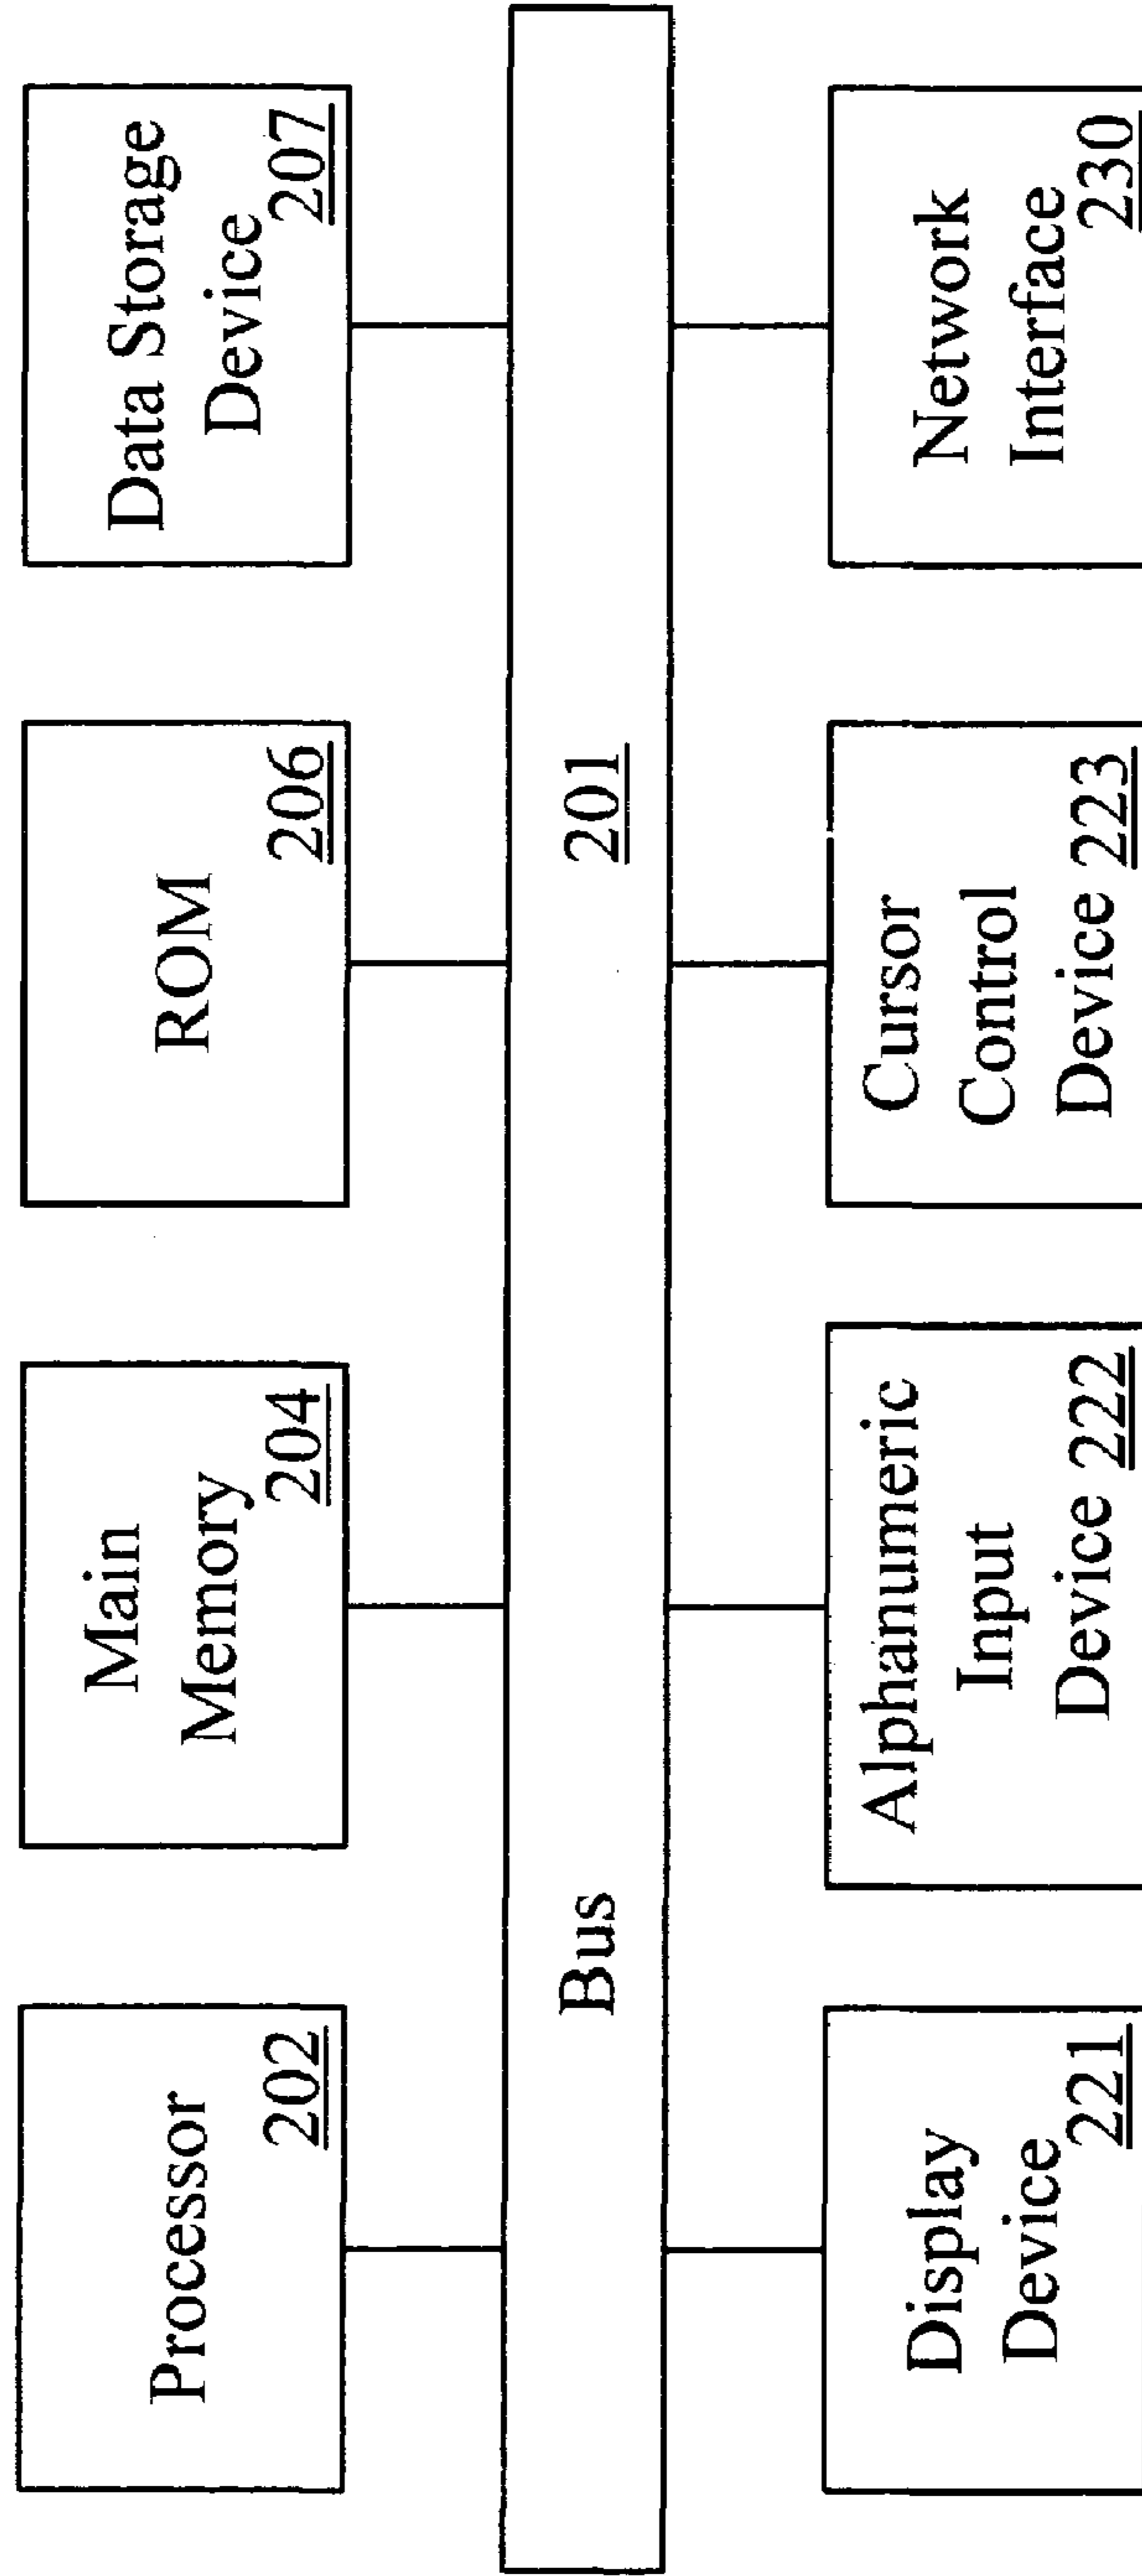 Processor
202
Main
Memory
204
ROM
206
Data Storage
Device
207
Bus
201
Display
Device
221
Alphanumeric
Input
Device 222
Cursor
Control
Device 223
Network
Interface
230